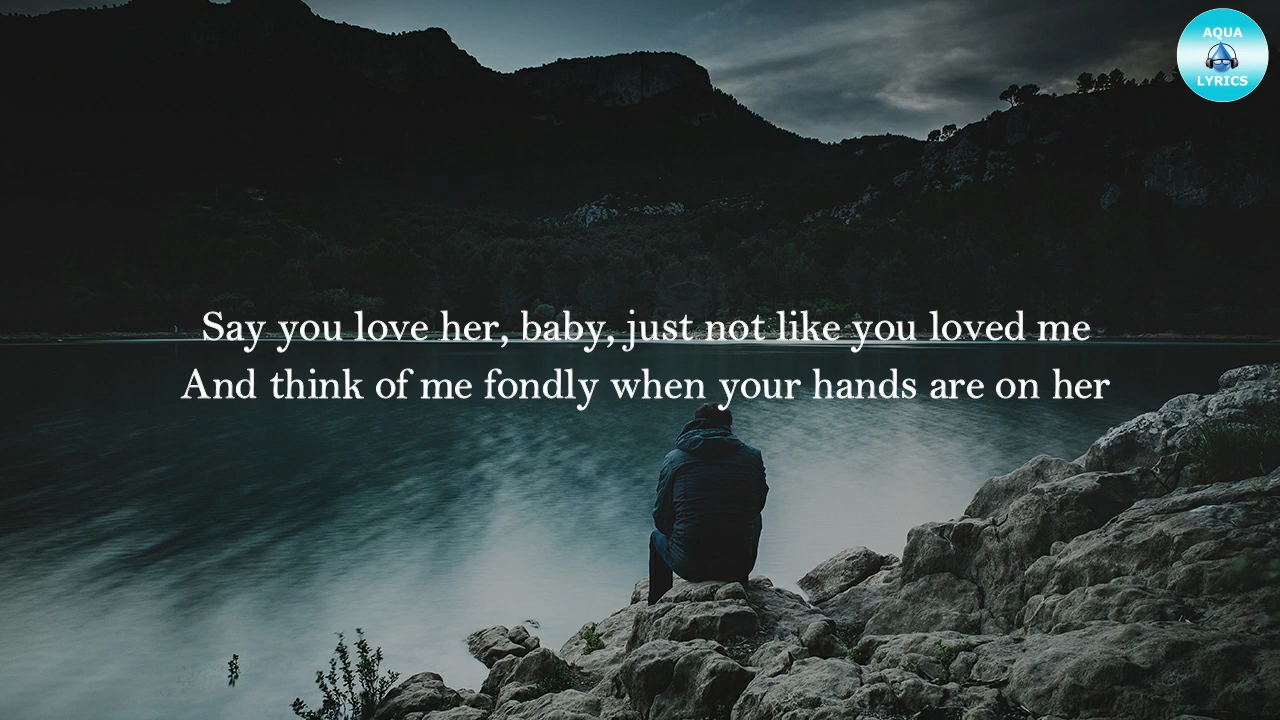 AQUA
LYRICS
Say you love her, baby, just not like you loved me
And think of me fondly when your hands are on her